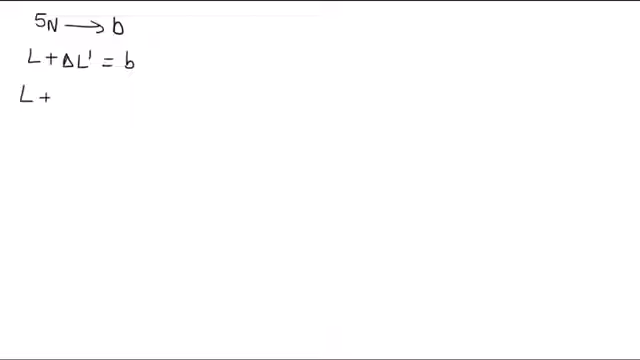 5N ⟶ b
L + ΔL' = b
L +